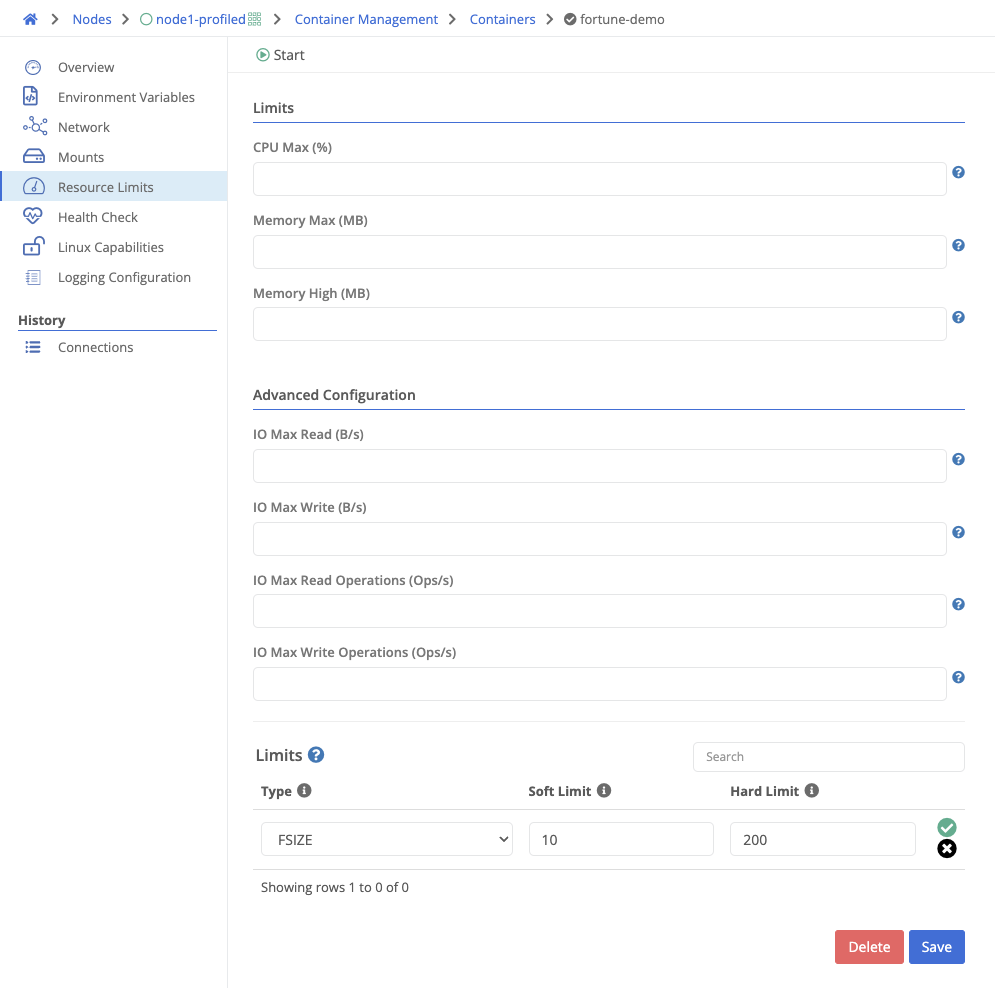 Nodes node1-profiled Container Management Containers fortune-demo
Start
Overview
Environment Variables
Network
Mounts
Resource Limits
Health Check
Linux Capabilities
Logging Configuration
History
Connections
Limits
CPU Max (%)
Memory Max (MB)
Memory High (MB)
Advanced Configuration
IO Max Read (B/s)
IO Max Write (B/s)
IO Max Read Operations (Ops/s)
IO Max Write Operations (Ops/s)
Limits Search
Type Soft Limit Hard Limit
FSIZE 10 200
Showing rows 1 to 0 of 0
Delete Save